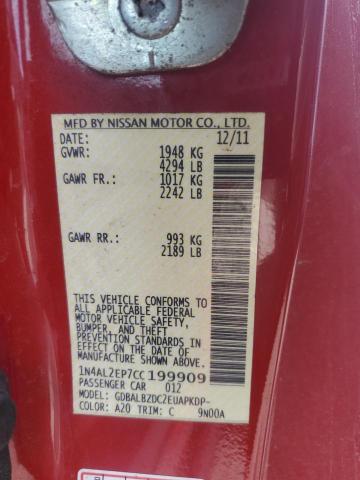 MFD BY NISSAN MOTOR CO., LTD.
DATE: 12/11
GVWR: 1948 KG
4294 LB
GAWR FR.: 1017 KG
2242 LB
GAWR RR.: 993 KG
2189 LB
THIS VEHICLE CONFORMS TO
ALL APPLICABLE FEDERAL
MOTOR VEHICLE SAFETY,
BUMPER, AND THEFT
PREVENTION STANDARDS
IN EFFECT ON THE DATE OF
MANUFACTURE SHOWN ABOVE.
1N4AL2EP7CC199909
PASSENGER CAR 012
MODEL: GDBALBZDC2EUAPKDP-
COLOR: A20 TRIM: C 9N00A